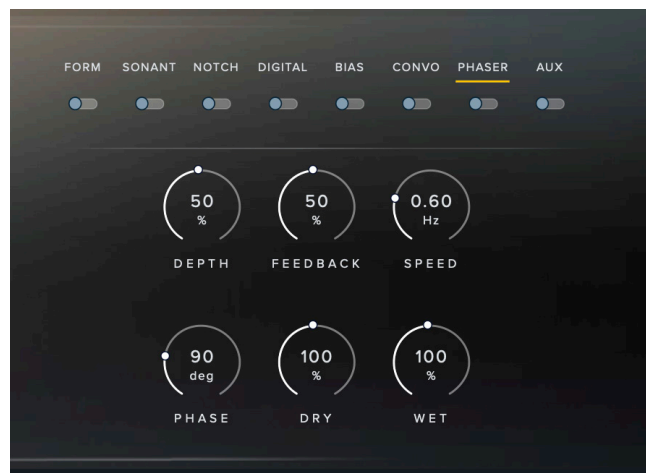 FORM SONANT NOTCH DIGITAL BIAS CONVO PHASER AUX
50 50 0.60
% % Hz
DEPTH FEEDBACK SPEED
90 100 100
deg % %
PHASE DRY WET